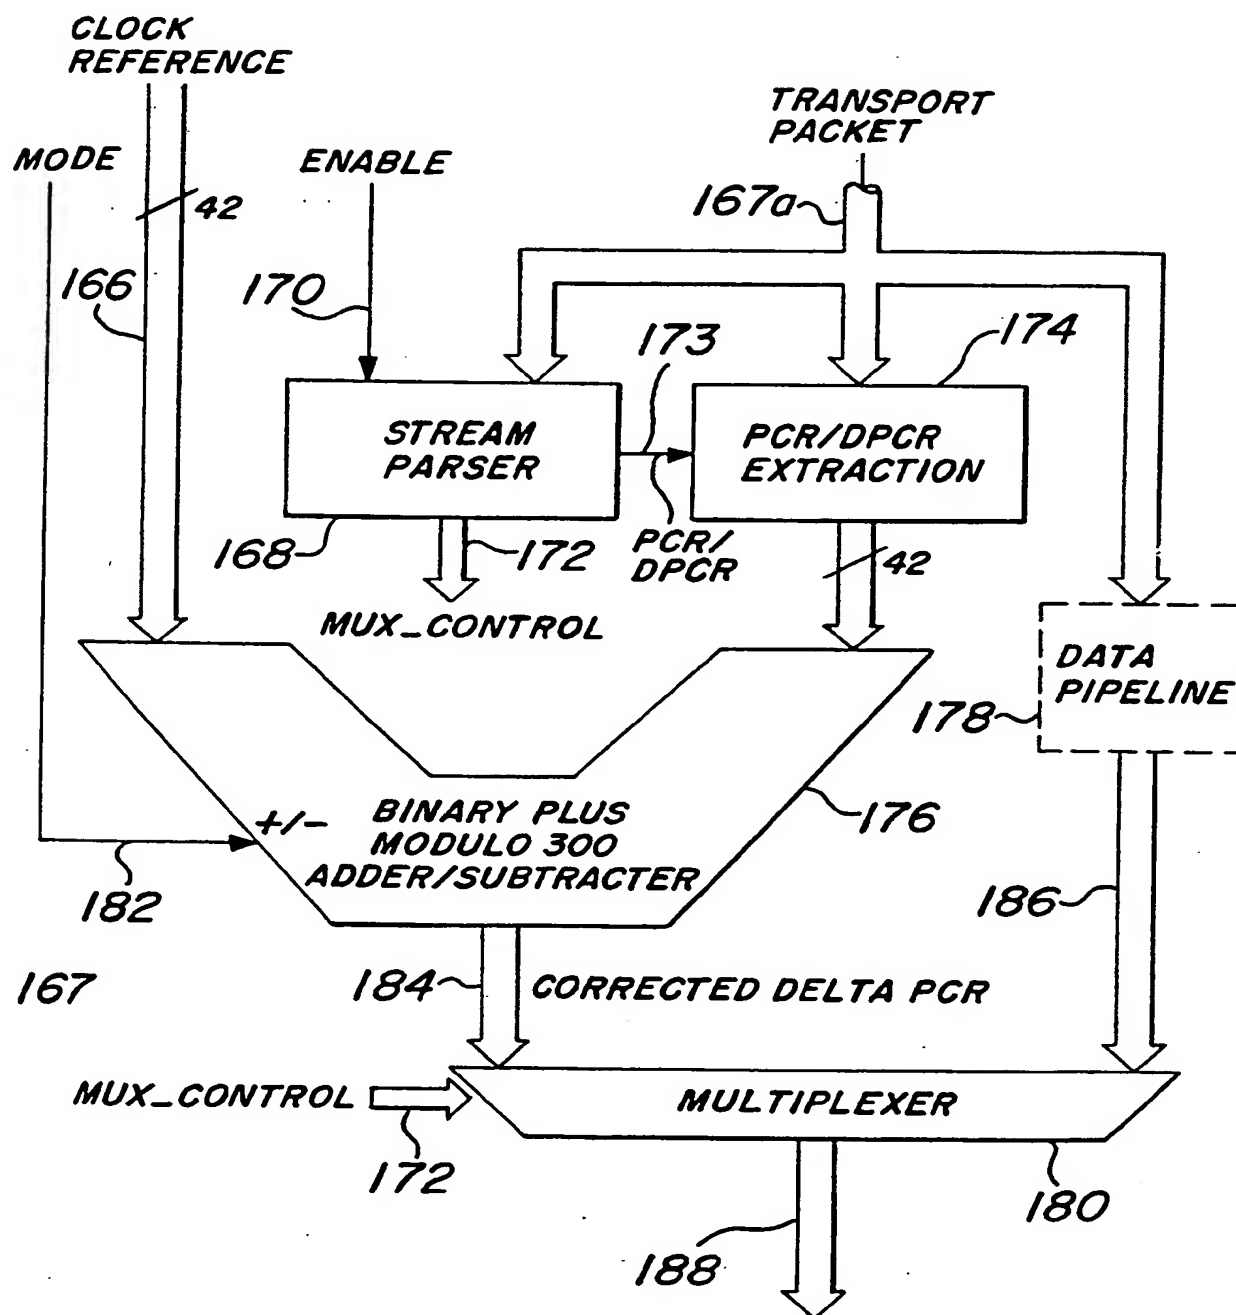 CLOCK
REFERENCE
TRANSPORT
PACKET
MODE
ENABLE
42
167a
166
170
173
174
STREAM
PARSER
PCR/DPCR
EXTRACTION
168
172
PCR/
DPCR
42
MUX_CONTROL
DATA
PIPELINE
178
+/-
BINARY PLUS
MODULO 300
ADDER/SUBTRACTER
176
182
186
167
184
CORRECTED DELTA PCR
MUX_CONTROL
MULTIPLEXER
172
180
188